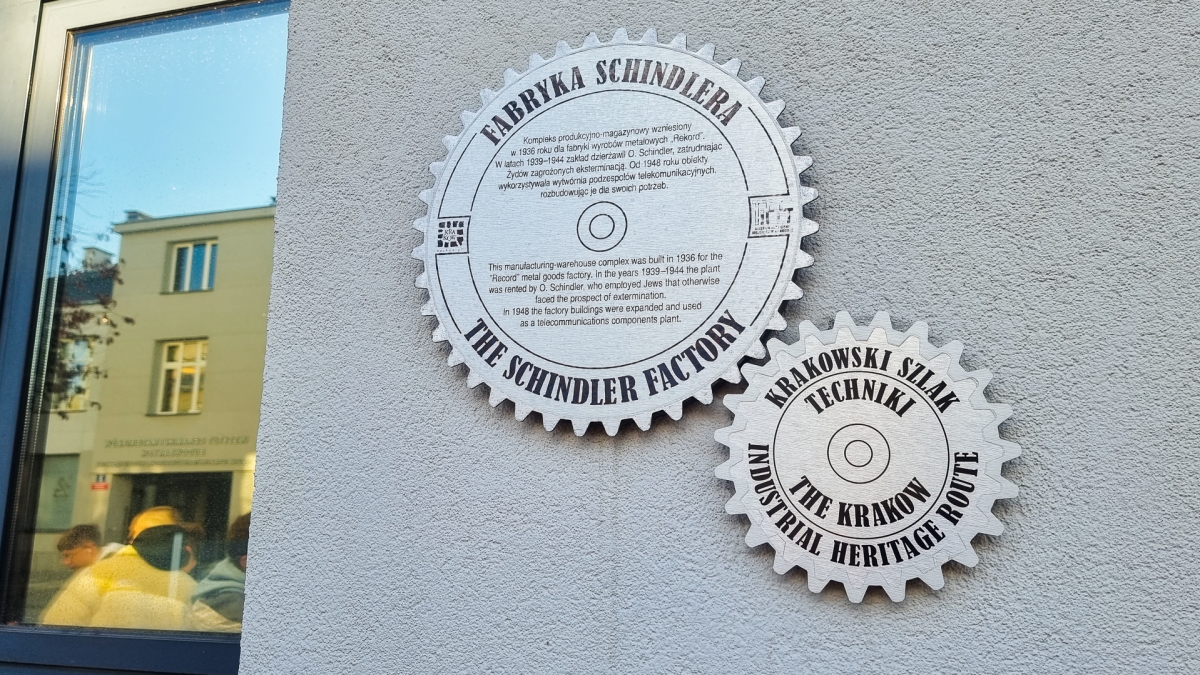 FABRYKA SCHINDLERA
Kompleks produkcyjno-magazynowy wzniesiony
w 1936 roku dla fabryki wyrobów metalowych „Rekord”.
W latach 1939–1944 zakład dzierżawił O. Schindler, zatrudniając
Żydów zagrożonych eksterminacją. Od 1948 roku obiekty
wykorzystywała wytwórnia podzespołów telekomunikacyjnych,
rozbudowując je dla swoich potrzeb.
This manufacturing-warehouse complex was built in 1936 for the
"Record" metal goods factory. In the years 1939–1944 the plant
was rented by O. Schindler, who employed Jews that otherwise
faced the prospect of extermination.
In 1948 the factory buildings were expanded and used
as a telecommunications components plant.
THE SCHINDLER FACTORY
KRAKOWSKI SZLAK
TECHNIKI
THE KRAKOW
INDUSTRIAL HERITAGE ROUTE